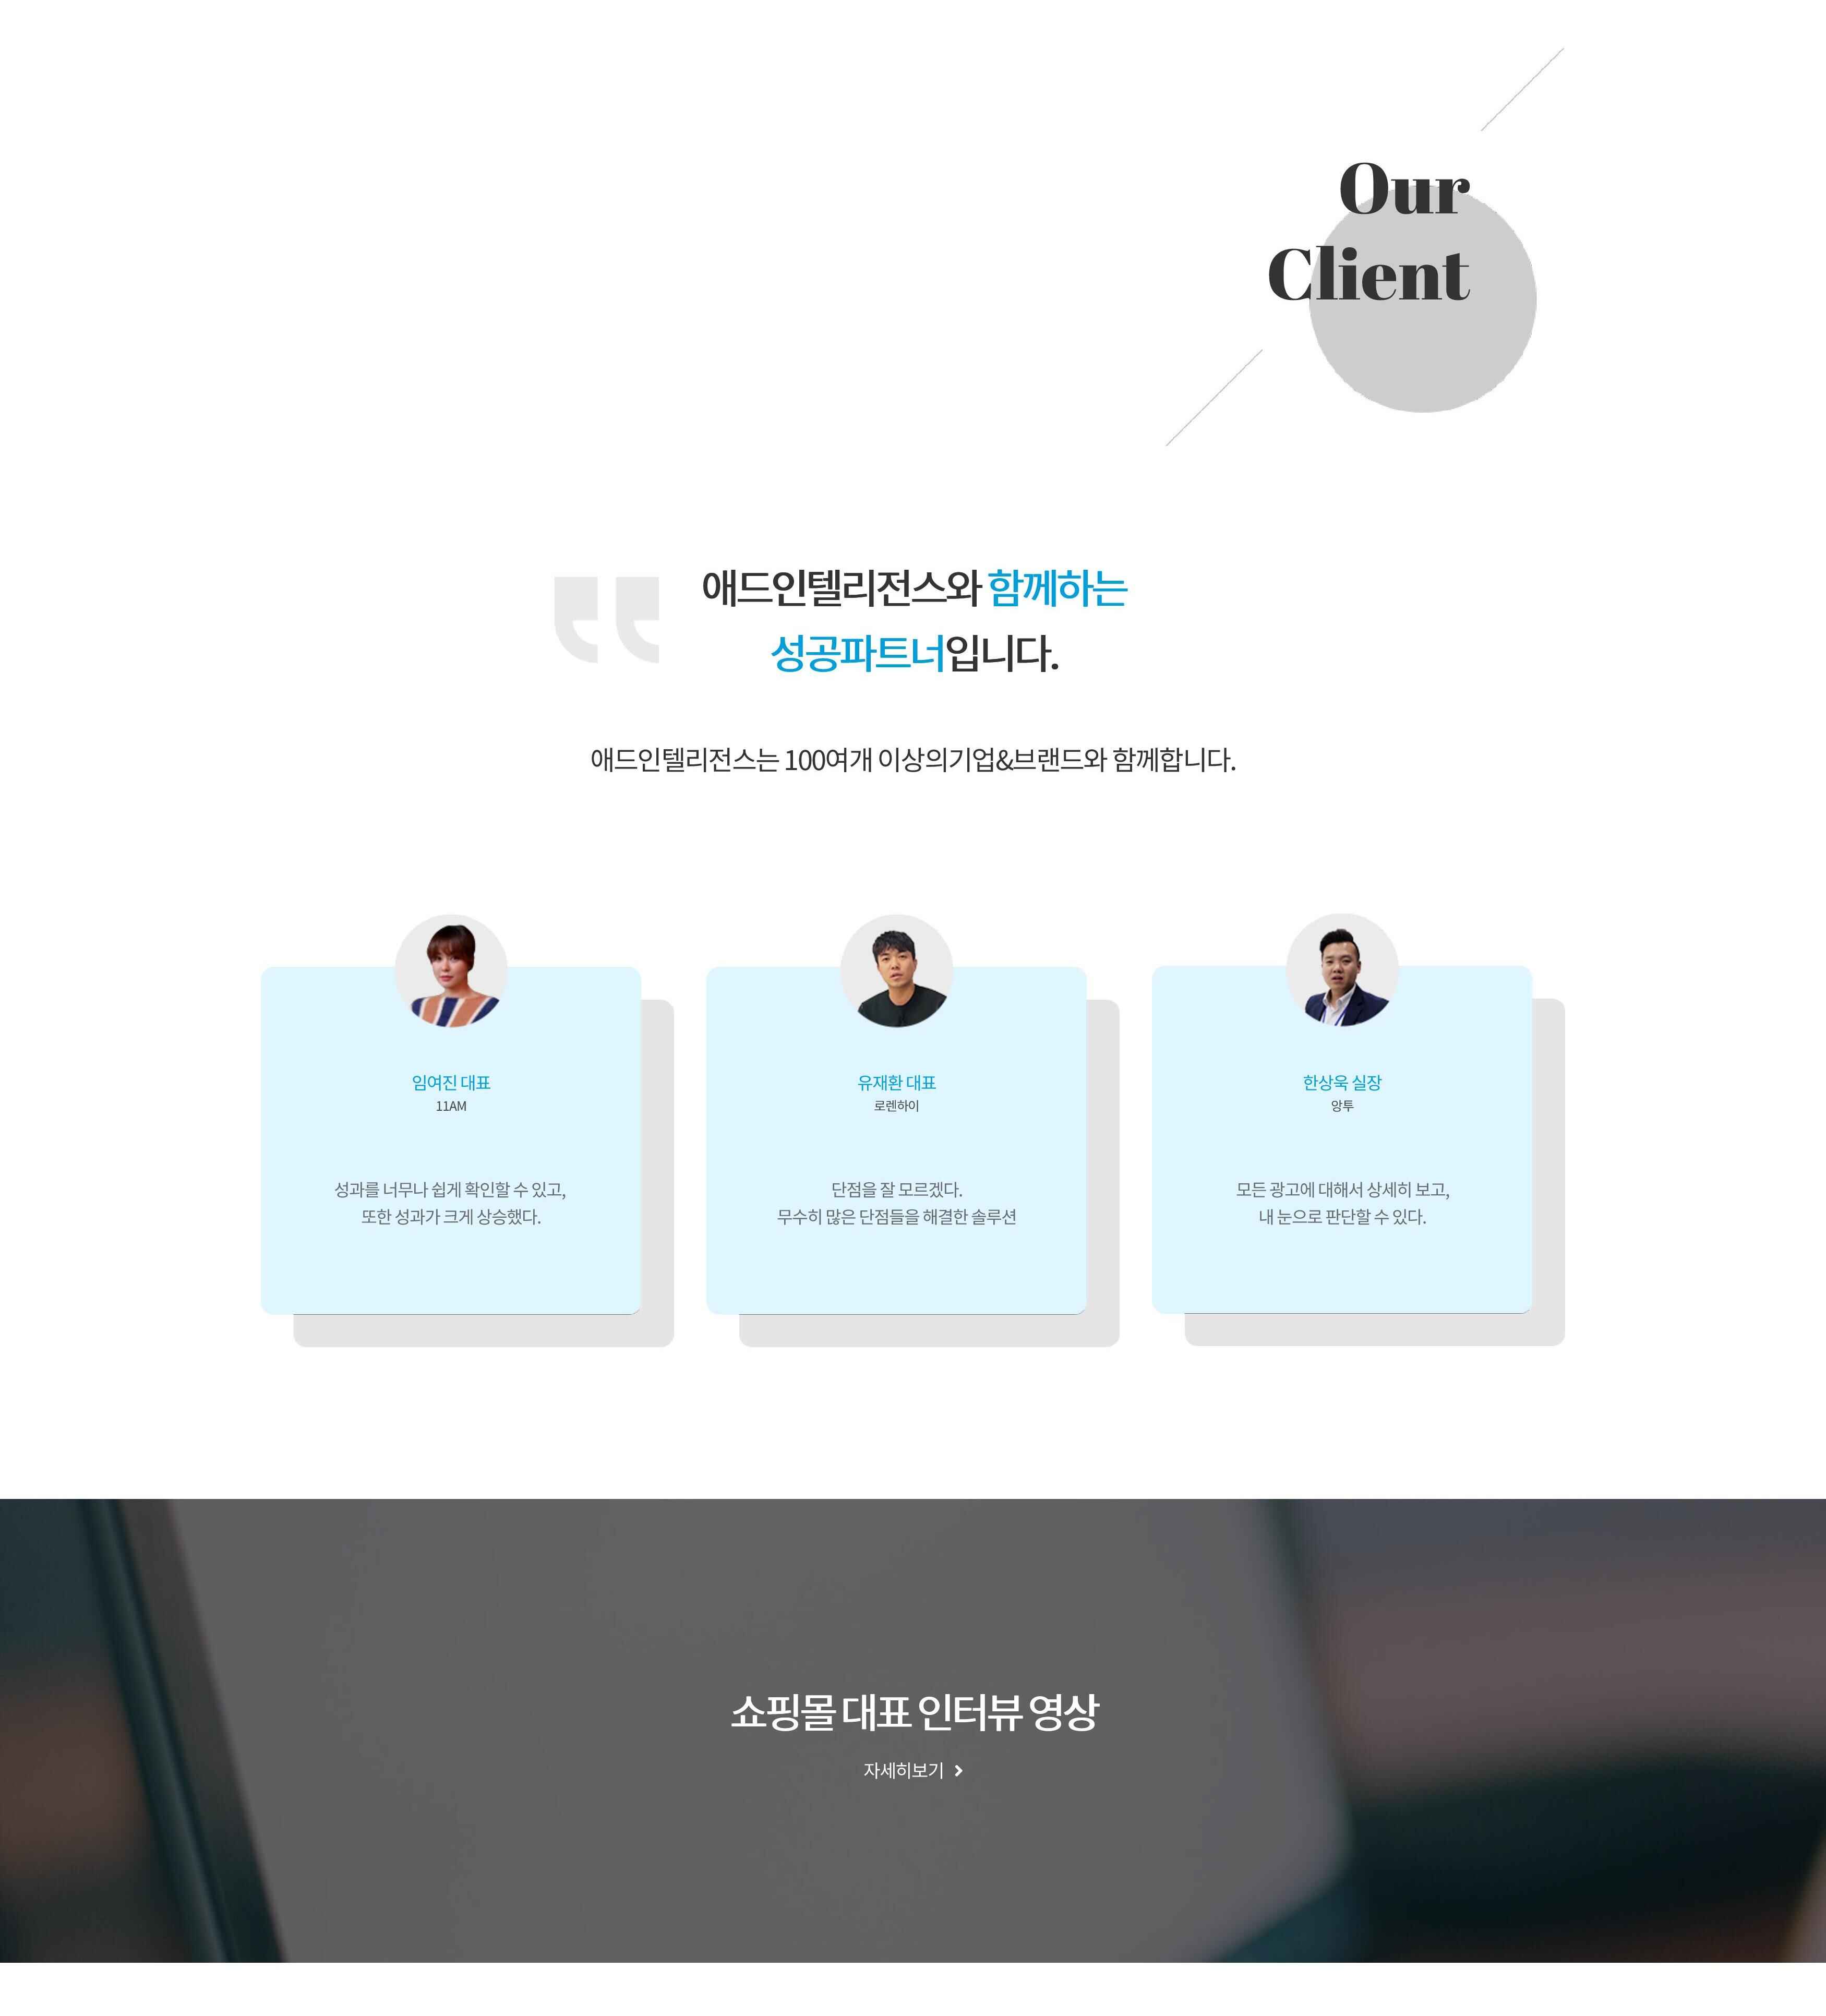 Our
Client
애드인텔리전스와 함께하는
성공파트너입니다.
애드인텔리전스는 100여개 이상의기업&브랜드와 함께합니다.
임여진 대표
11AM
성과를 너무나 쉽게 확인할 수 있고,
또한 성과가 크게 상승했다.
유재환 대표
로렌하이
단점을 잘 모르겠다.
무수히 많은 단점들을 해결한 솔루션
한상욱 실장
앙투
모든 광고에 대해서 상세히 보고,
내 눈으로 판단할 수 있다.
쇼핑몰 대표 인터뷰 영상
자세히보기